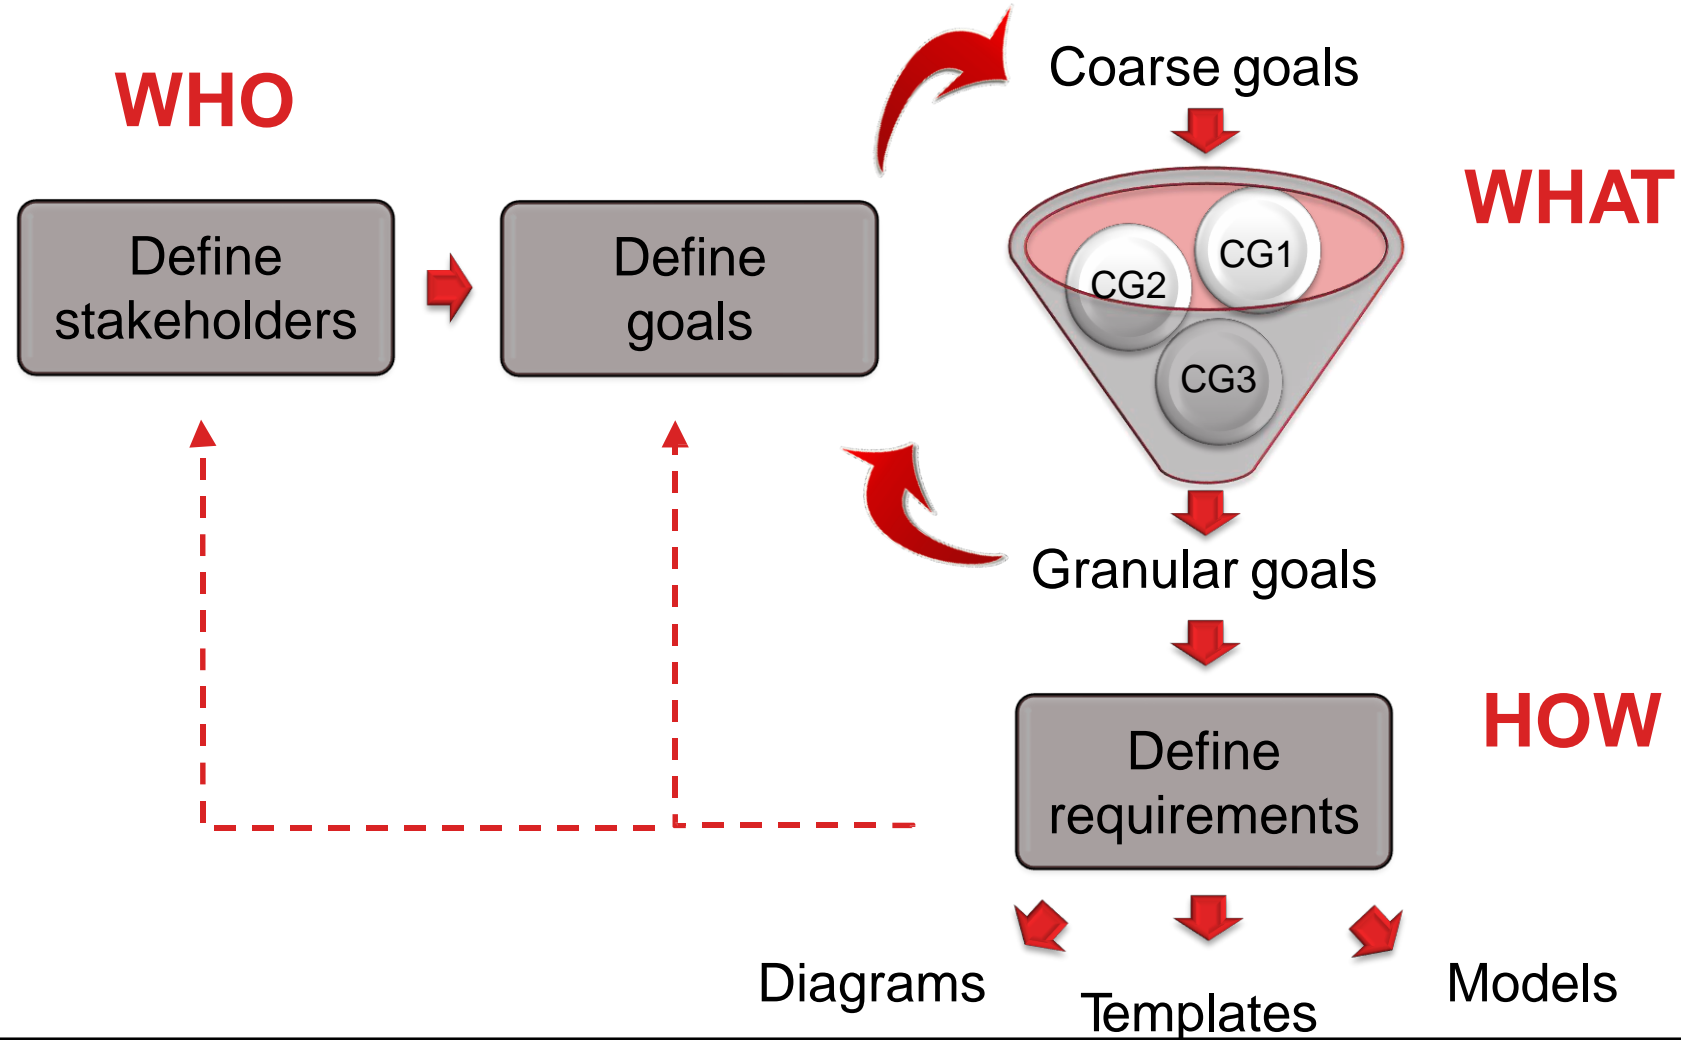 WHO
Define
stakeholders
Define
goals
Coarse goals
WHAT
CG1
CG2
CG3
Granular goals
HOW
Define
requirements
Diagrams
Templates
Models